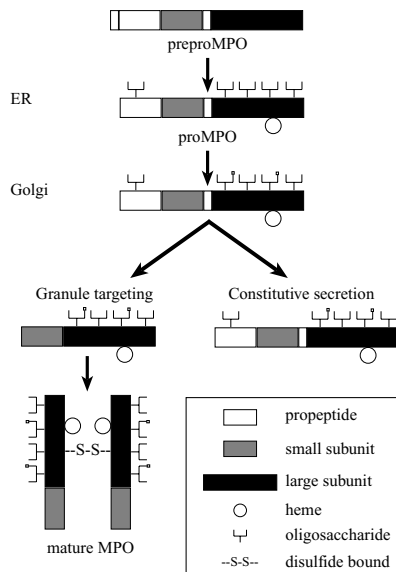 preproMPO
ER
proMPO
Golgi
Granule targeting
Constitutive secretion
--S-S--
mature MPO
propeptide
small subunit
large subunit
heme
oligosaccharide
--S-S-- disulfide bound